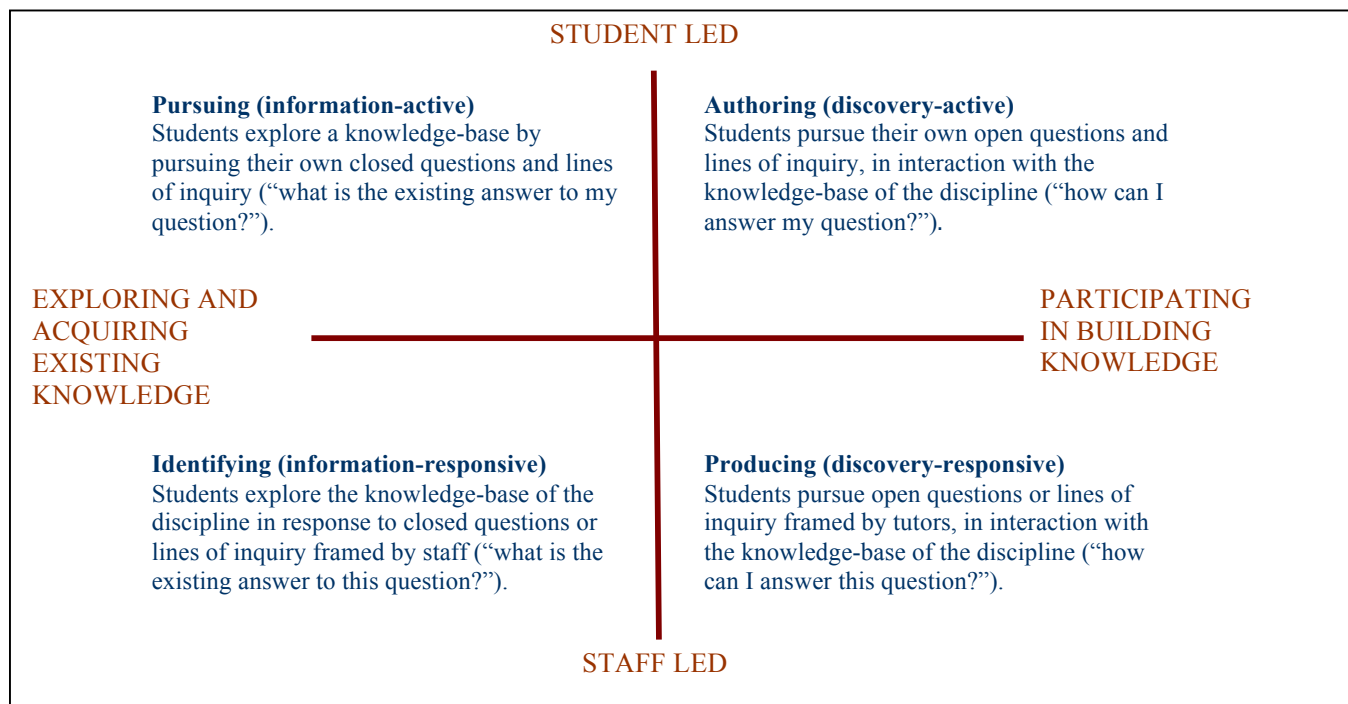 STUDENT LED
Pursuing (information-active)
Students explore a knowledge-base by
pursuing their own closed questions and lines
of inquiry (“what is the existing answer to my
question?”).
Authoring (discovery-active)
Students pursue their own open questions and
lines of inquiry, in interaction with the
knowledge-base of the discipline (“how can I
answer my question?”).
EXPLORING AND
ACQUIRING
EXISTING
KNOWLEDGE
PARTICIPATING
IN BUILDING
KNOWLEDGE
Identifying (information-responsive)
Students explore the knowledge-base of the
discipline in response to closed questions or
lines of inquiry framed by staff (“what is the
existing answer to this question?”).
Producing (discovery-responsive)
Students pursue open questions or lines of
inquiry framed by tutors, in interaction with
the knowledge-base of the discipline (“how
can I answer this question?”).
STAFF LED